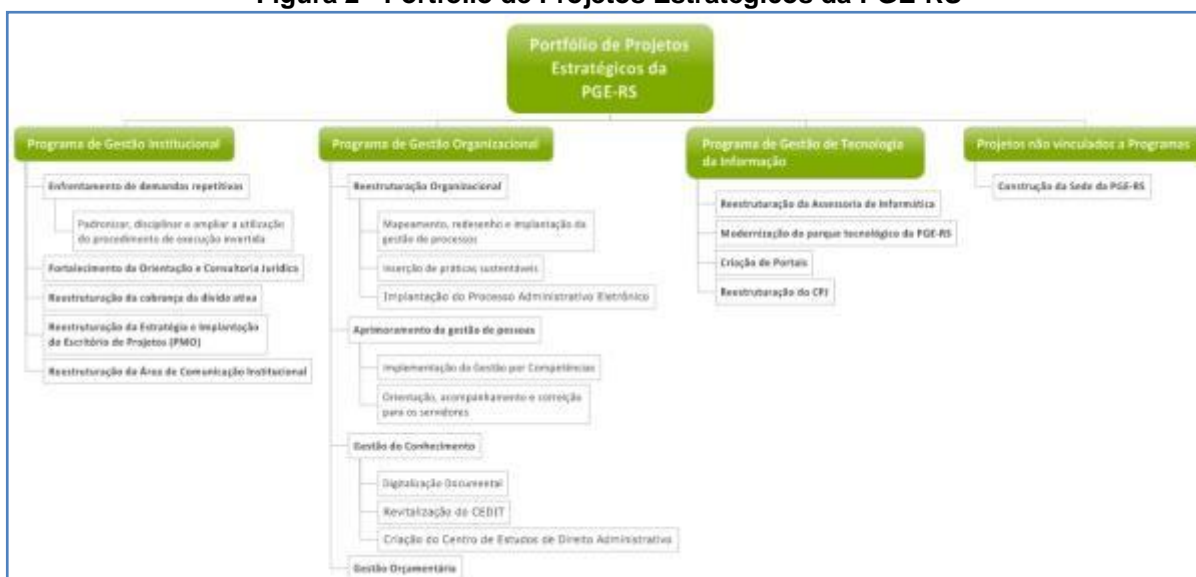 Figura 2 - Portfólio de Projetos Estratégicos da PGE-RS
Portfólio de Projetos
Estratégicos da
PGE-RS
Programa de Gestão Institucional
Enfrentamento de demandas repetitivas
Padronizar, disciplinar e ampliar a utilização
do procedimento de execução invertida
Fortalecimento da Orientação e Consultoria Jurídica
Reestruturação da cobrança da dívida ativa
Reestruturação da Estratégia e Implantação
do Escritório de Projetos (PMO)
Reestruturação da Área de Comunicação Institucional
Programa de Gestão Organizacional
Reestruturação Organizacional
Mapeamento, redesenho e implantação da
gestão de processos
Inserção de práticas sustentáveis
Implantação do Processo Administrativo Eletrônico
Aprimoramento da gestão de pessoas
Implementação da Gestão por Competências
Orientação, acompanhamento e correição
para os servidores
Gestão do Conhecimento
Digitalização Documental
Revitalização do CEDIT
Criação do Centro de Estudos de Direito Administrativo
Gestão Orçamentária
Programa de Gestão de Tecnologia
da Informação
Reestruturação da Assessoria de Informática
Modernização do parque tecnológico da PGE-RS
Criação de Portais
Reestruturação do CPJ
Projetos não vinculados a Programas
Construção da Sede da PGE-RS